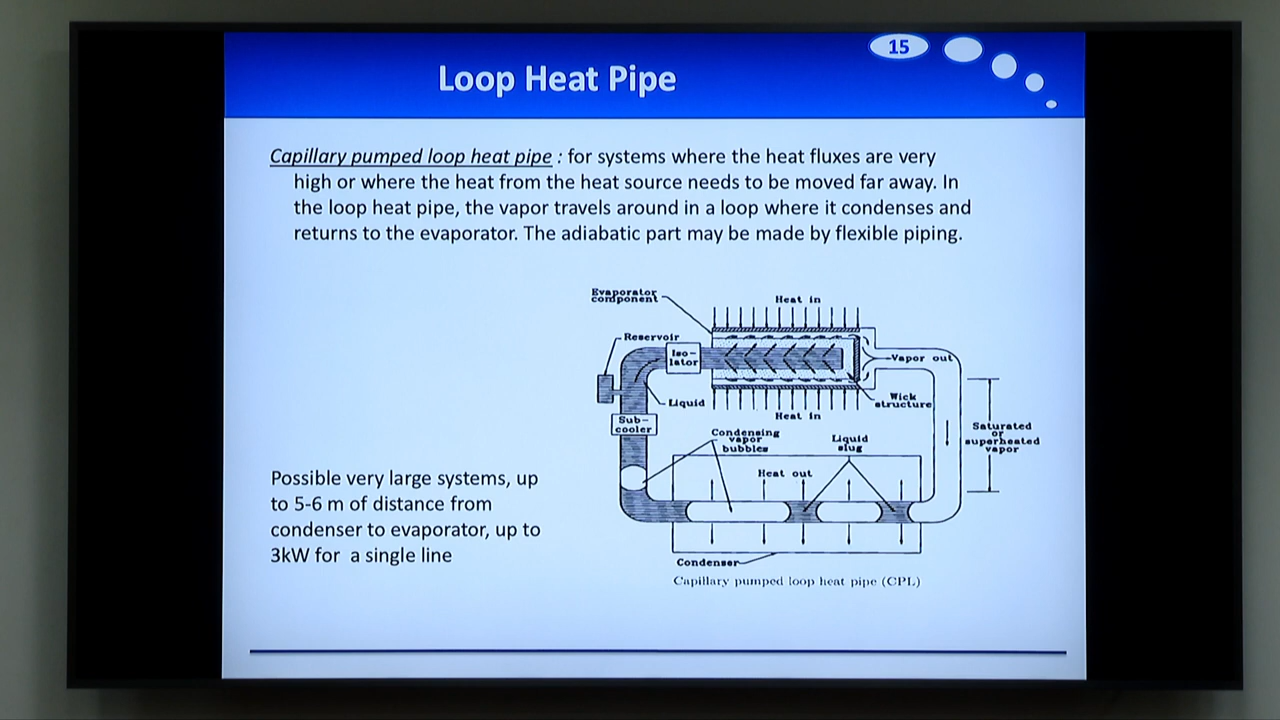 15
Loop Heat Pipe
Capillary pumped loop heat pipe : for systems where the heat fluxes are very
high or where the heat from the heat source needs to be moved far away. In
the loop heat pipe, the vapor travels around in a loop where it condenses and
returns to the evaporator. The adiabatic part may be made by flexible piping.
Evaporator
component
Heat in
Reservoir
Iso-
lator
Vapor out
Liquid
Wick
structure
Heat in
Sub-
cooler
Condensing
vapor
bubbles
Liquid
slug
Saturated
or
superheated
vapor
Heat out
Possible very large systems, up
to 5-6 m of distance from
condenser to evaporator, up to
3kW for a single line
Condenser
Capillary pumped loop heat pipe (CPL)